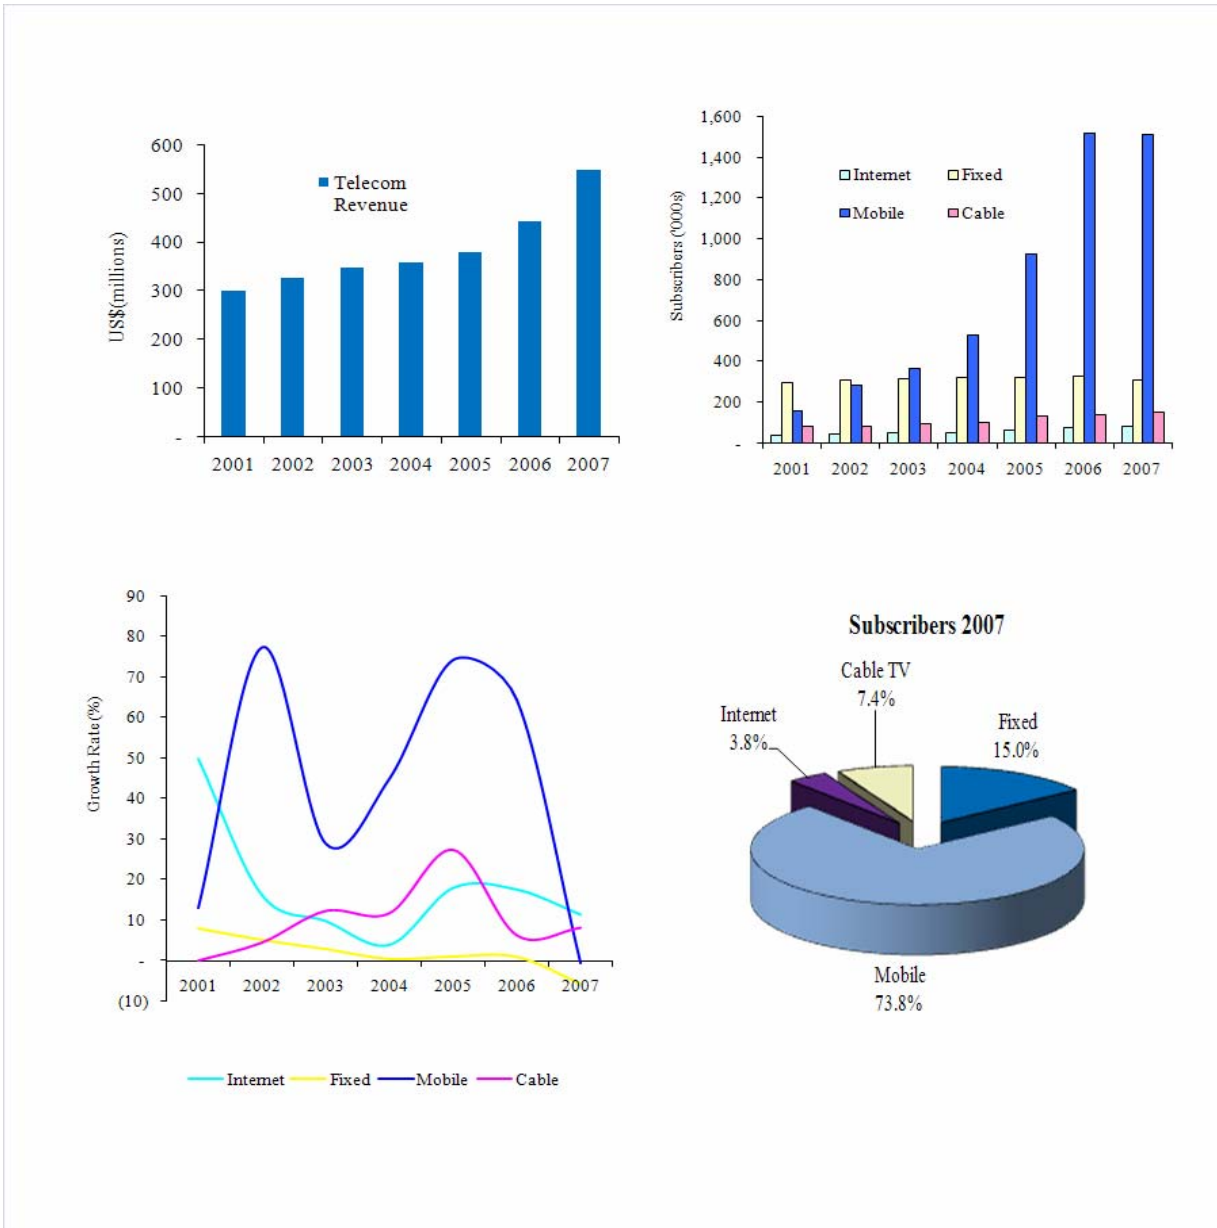 600
500
400
300
200
100
-
US$(millions)
Telecom
Revenue
2001 2002 2003 2004 2005 2006 2007
1,600
1,400
1,200
1,000
800
600
400
200
-
Subscribers ('000s)
Internet Fixed
Mobile Cable
2001 2002 2003 2004 2005 2006 2007
90
80
70
60
50
40
30
20
10
-
(10)
Growth Rate (%)
2001 2002 2003 2004 2005 2006 2007
Internet Fixed Mobile Cable
Subscribers 2007
Cable TV
7.4%
Internet
3.8%
Fixed
15.0%
Mobile
73.8%